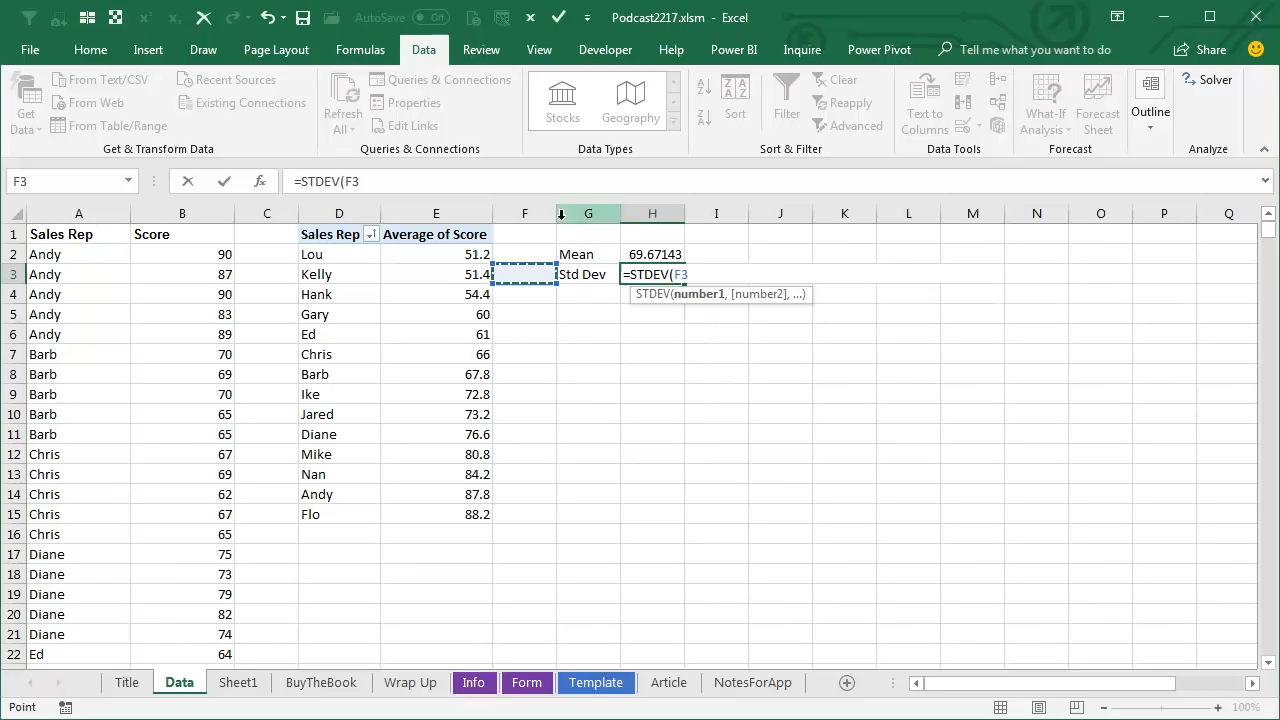 AutoSave Off Podcast2217.xlsm - Excel
File Home Insert Draw Page Layout Formulas Data Review View Developer Help Power BI Inquire Power Pivot Tell me what you want to do Share
Get Data From Text/CSV Recent Sources Refresh All Queries & Connections Stocks Geography Sort Filter Clear Text to Columns What-If Analysis Forecast Sheet Outline Solver
From Web Existing Connections Properties Reapply
From Table/Range Edit Links Advanced
Get & Transform Data Queries & Connections Data Types Sort & Filter Data Tools Forecast Analyze
F3 fx =STDEV(F3
A B C D E F G H I J K L M N O P Q
1 Sales Rep Score Sales Rep Average of Score
2 Andy 90 Lou 51.2 Mean 69.67143
3 Andy 87 Kelly 51.4 Std Dev =STDEV(F3
4 Andy 90 Hank 54.4 STDEV(number1, [number2], ...)
5 Andy 83 Gary 60
6 Andy 89 Ed 61
7 Barb 70 Chris 66
8 Barb 69 Barb 67.8
9 Barb 70 Ike 72.8
10 Barb 65 Jared 73.2
11 Barb 65 Diane 76.6
12 Chris 67 Mike 80.8
13 Chris 69 Nan 84.2
14 Chris 62 Andy 87.8
15 Chris 67 Flo 88.2
16 Chris 65
17 Diane 75
18 Diane 73
19 Diane 79
20 Diane 82
21 Diane 74
22 Ed 64
Title Data Sheet1 BuyTheBook Wrap Up Info Form Template Article NotesForApp
Point 100%